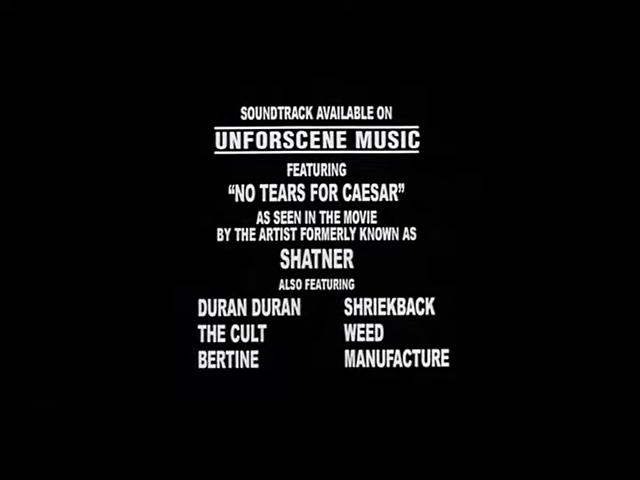 SOUNDTRACK AVAILABLE ON
UNFORSCENE MUSIC
FEATURING
“NO TEARS FOR CAESAR”
AS SEEN IN THE MOVIE
BY THE ARTIST FORMERLY KNOWN AS
SHATNER
ALSO FEATURING
DURAN DURAN SHRIEKBACK
THE CULT WEED
BERTINE MANUFACTURE